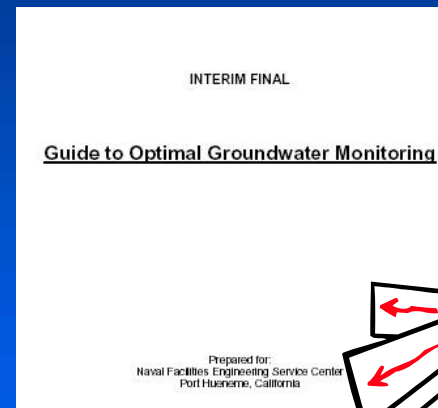 INTERIM FINAL
Guide to Optimal Groundwater Monitoring
Prepared for:
Naval Facilities Engineering Service Center
Port Hueneme, California